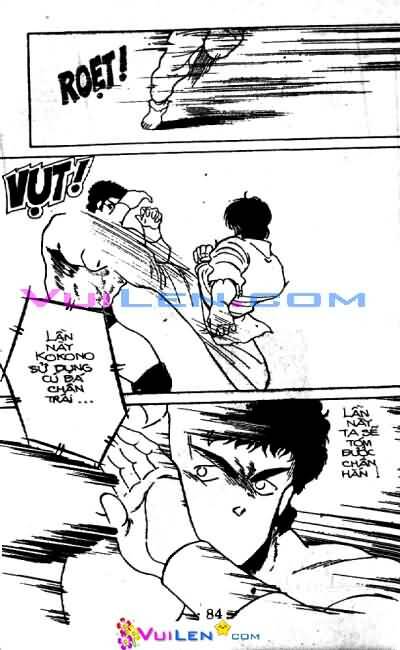 ROẸT!
VỤT!
VUILEN.COM
LẦN
NÀY
KOKONO
SỬ DỤNG
CÚ ĐÁ
CHÂN
TRÁI...
LẦN
NÀY
TA SẼ
TÓM
ĐƯỢC
CHÂN
HẮN!
84
VUILEN.COM